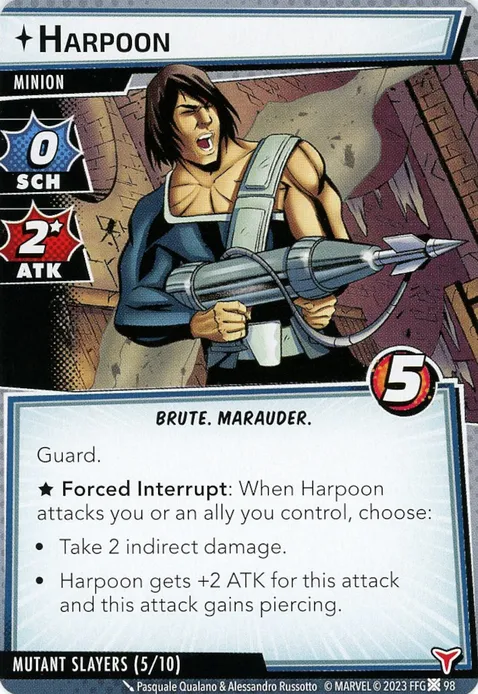 HARPOON
MINION
0
SCH
2★
ATK
5
BRUTE. MARAUDER.
Guard.
★ Forced Interrupt: When Harpoon
attacks you or an ally you control, choose:
• Take 2 indirect damage.
• Harpoon gets +2 ATK for this attack
and this attack gains piercing.
MUTANT SLAYERS (5/10)
Pasquale Qualano & Alessandro Russotto © MARVEL © 2023 FFG 98